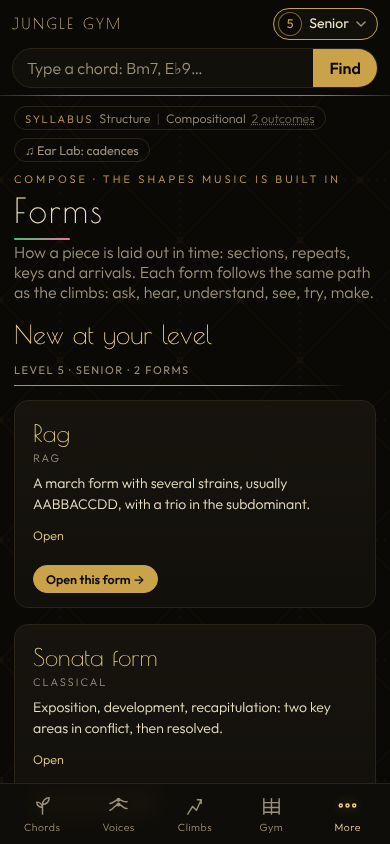 JUNGLE GYM
5 Senior
Type a chord: Bm7, E♭9...
Find
SYLLABUS Structure | Compositional 2 outcomes
♫ Ear Lab: cadences
COMPOSE · THE SHAPES MUSIC IS BUILT IN
Forms
How a piece is laid out in time: sections, repeats,
keys and arrivals. Each form follows the same path
as the climbs: ask, hear, understand, see, try, make.
New at your level
LEVEL 5 · SENIOR · 2 FORMS
Rag
RAG
A march form with several strains, usually
AABBACCDD, with a trio in the subdominant.
Open
Open this form →
Sonata form
CLASSICAL
Exposition, development, recapitulation: two key
areas in conflict, then resolved.
Open
Chords
Voices
Climbs
Gym
More